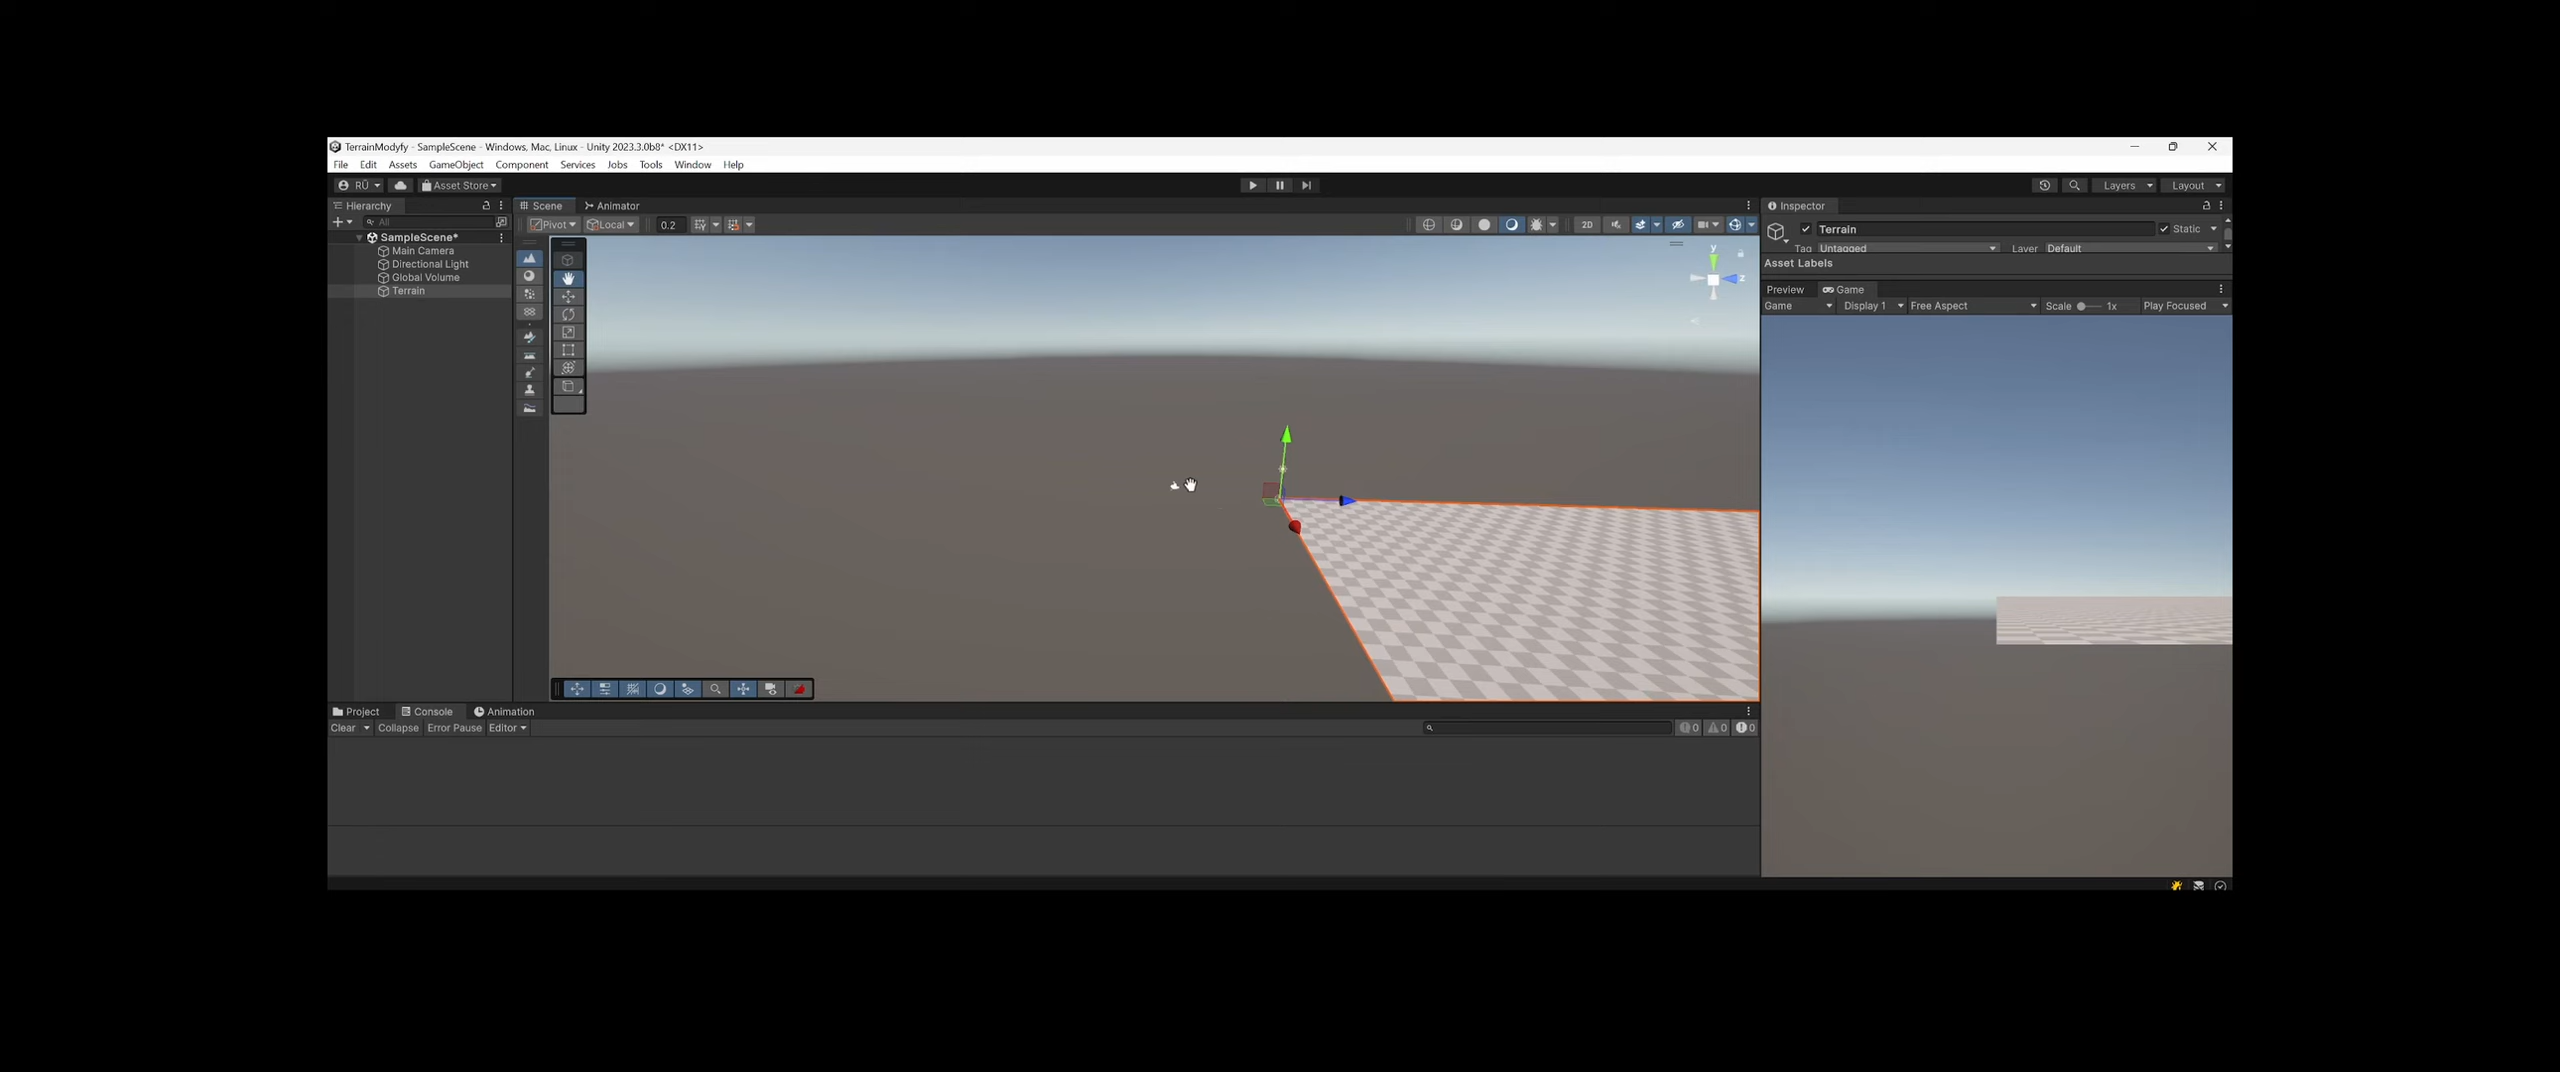 TerrainModyfy - SampleScene - Windows, Mac, Linux - Unity 2023.3.0b8* <DX11>
File Edit Assets GameObject Component Services Jobs Tools Window Help
RÜ Asset Store Layers Layout
Hierarchy Scene Animator Inspector
All Pivot Local 0.2 2D Terrain Static
SampleScene*
Tag Untagged Layer Default
Main Camera
Directional Light
Global Volume
Terrain
y
z
Asset Labels
Preview Game
Game Display 1 Free Aspect Scale 1x Play Focused
Project Console Animation
Clear Collapse Error Pause Editor 0 0 0